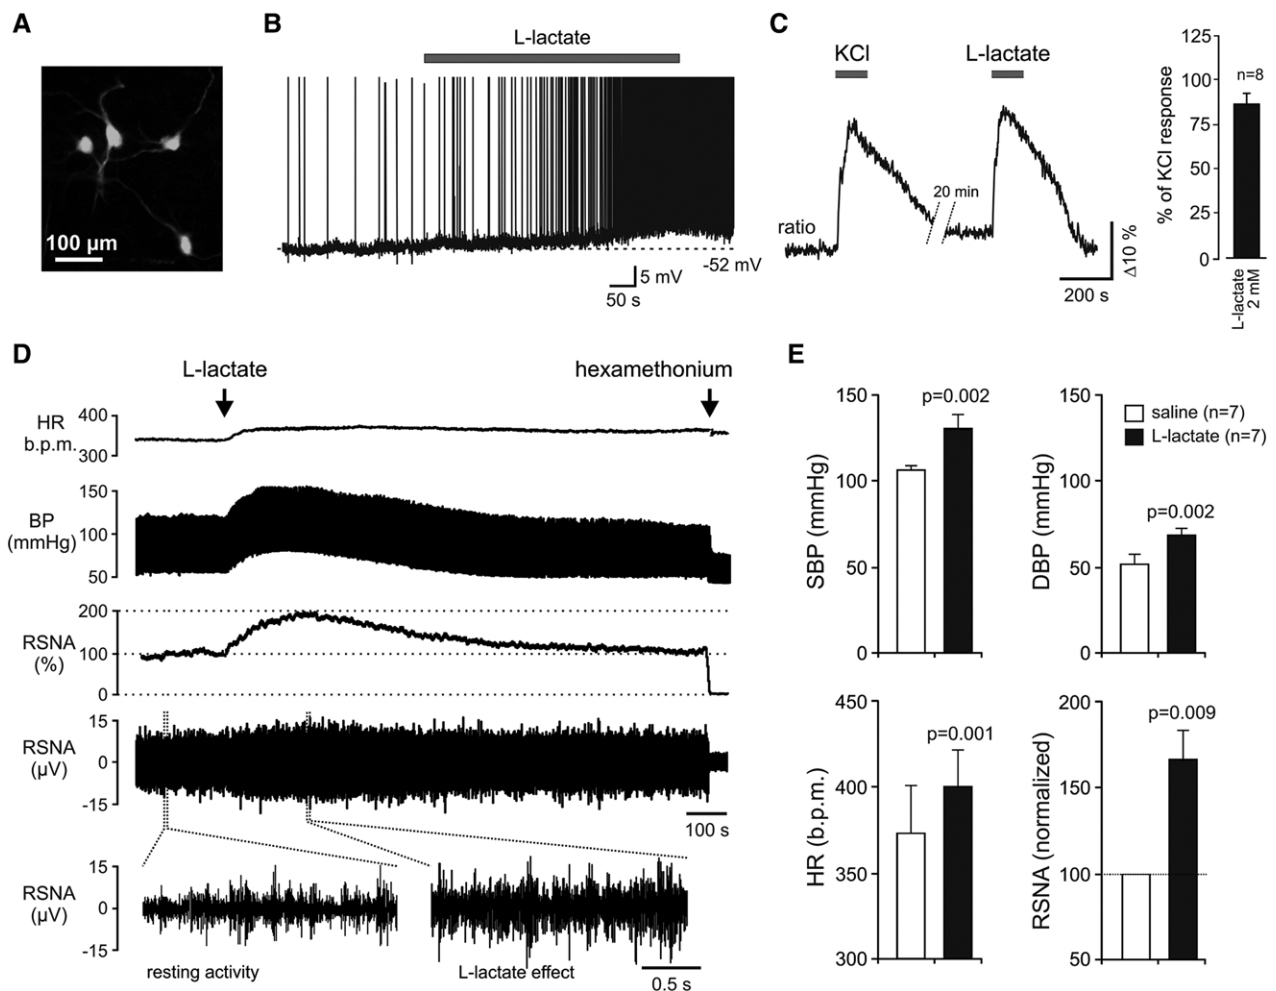 A
100 µm
B
L-lactate
-52 mV
5 mV
50 s
C
KCl
L-lactate
20 min
ratio
Δ10 %
200 s
% of KCl response
125
100
75
50
25
0
n=8
L-lactate
2 mM
D
L-lactate
hexamethonium
HR
b.p.m.
400
300
BP
(mmHg)
150
100
50
RSNA
(%)
200
100
0
RSNA
(µV)
15
0
-15
100 s
RSNA
(µV)
15
0
-15
resting activity
L-lactate effect
0.5 s
E
SBP (mmHg)
150
100
50
0
p=0.002
DBP (mmHg)
150
100
50
0
p=0.002
saline (n=7)
L-lactate (n=7)
HR (b.p.m.)
450
400
350
300
p=0.001
RSNA (normalized)
200
150
100
50
p=0.009